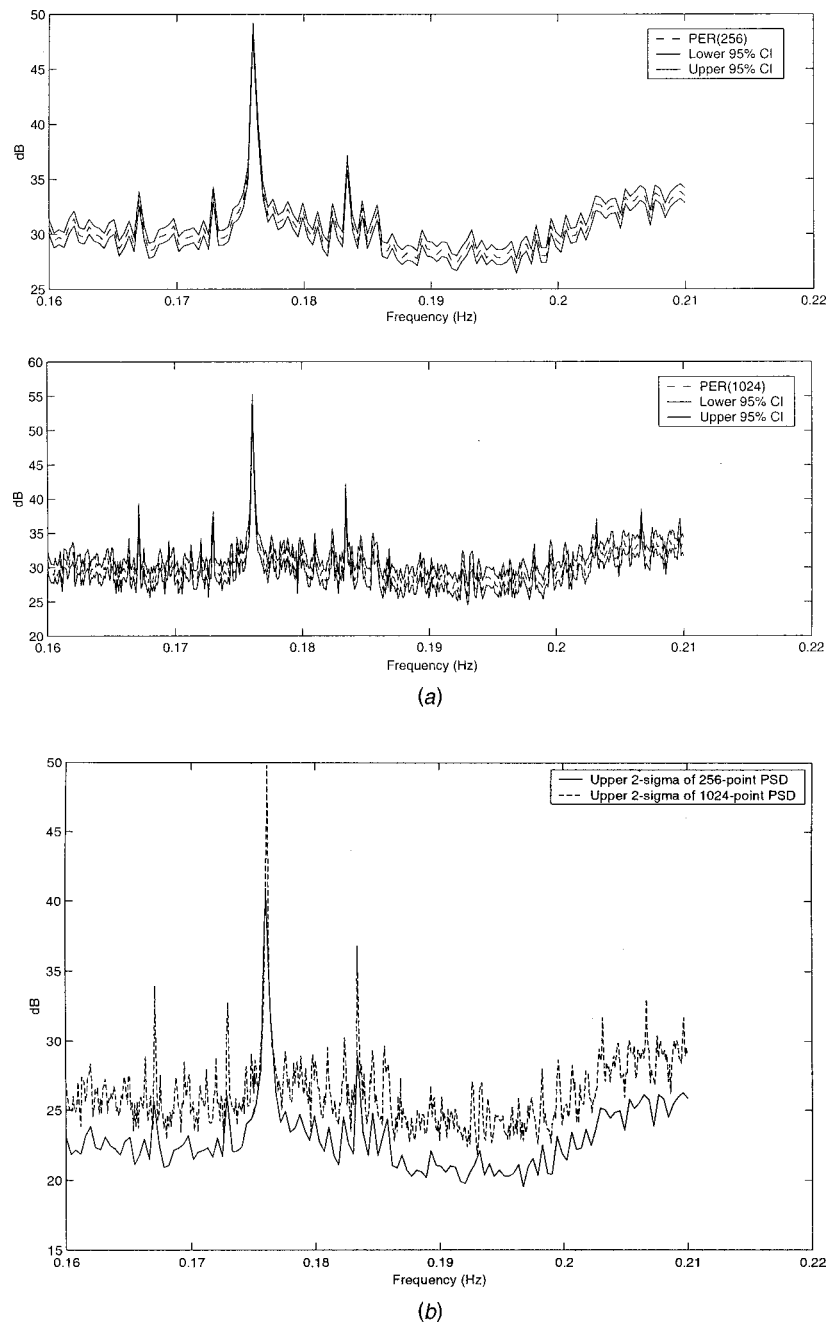 50
45
40
35
30
25
dB
PER(256)
Lower 95% CI
Upper 95% CI
0.16 0.17 0.18 0.19 0.2 0.21 0.22
Frequency (Hz)
60
55
50
45
40
35
30
25
20
dB
PER(1024)
Lower 95% CI
Upper 95% CI
0.16 0.17 0.18 0.19 0.2 0.21 0.22
Frequency (Hz)
(a)
50
45
40
35
30
25
20
15
dB
Upper 2-sigma of 256-point PSD
Upper 2-sigma of 1024-point PSD
0.16 0.17 0.18 0.19 0.2 0.21 0.22
Frequency (Hz)
(b)